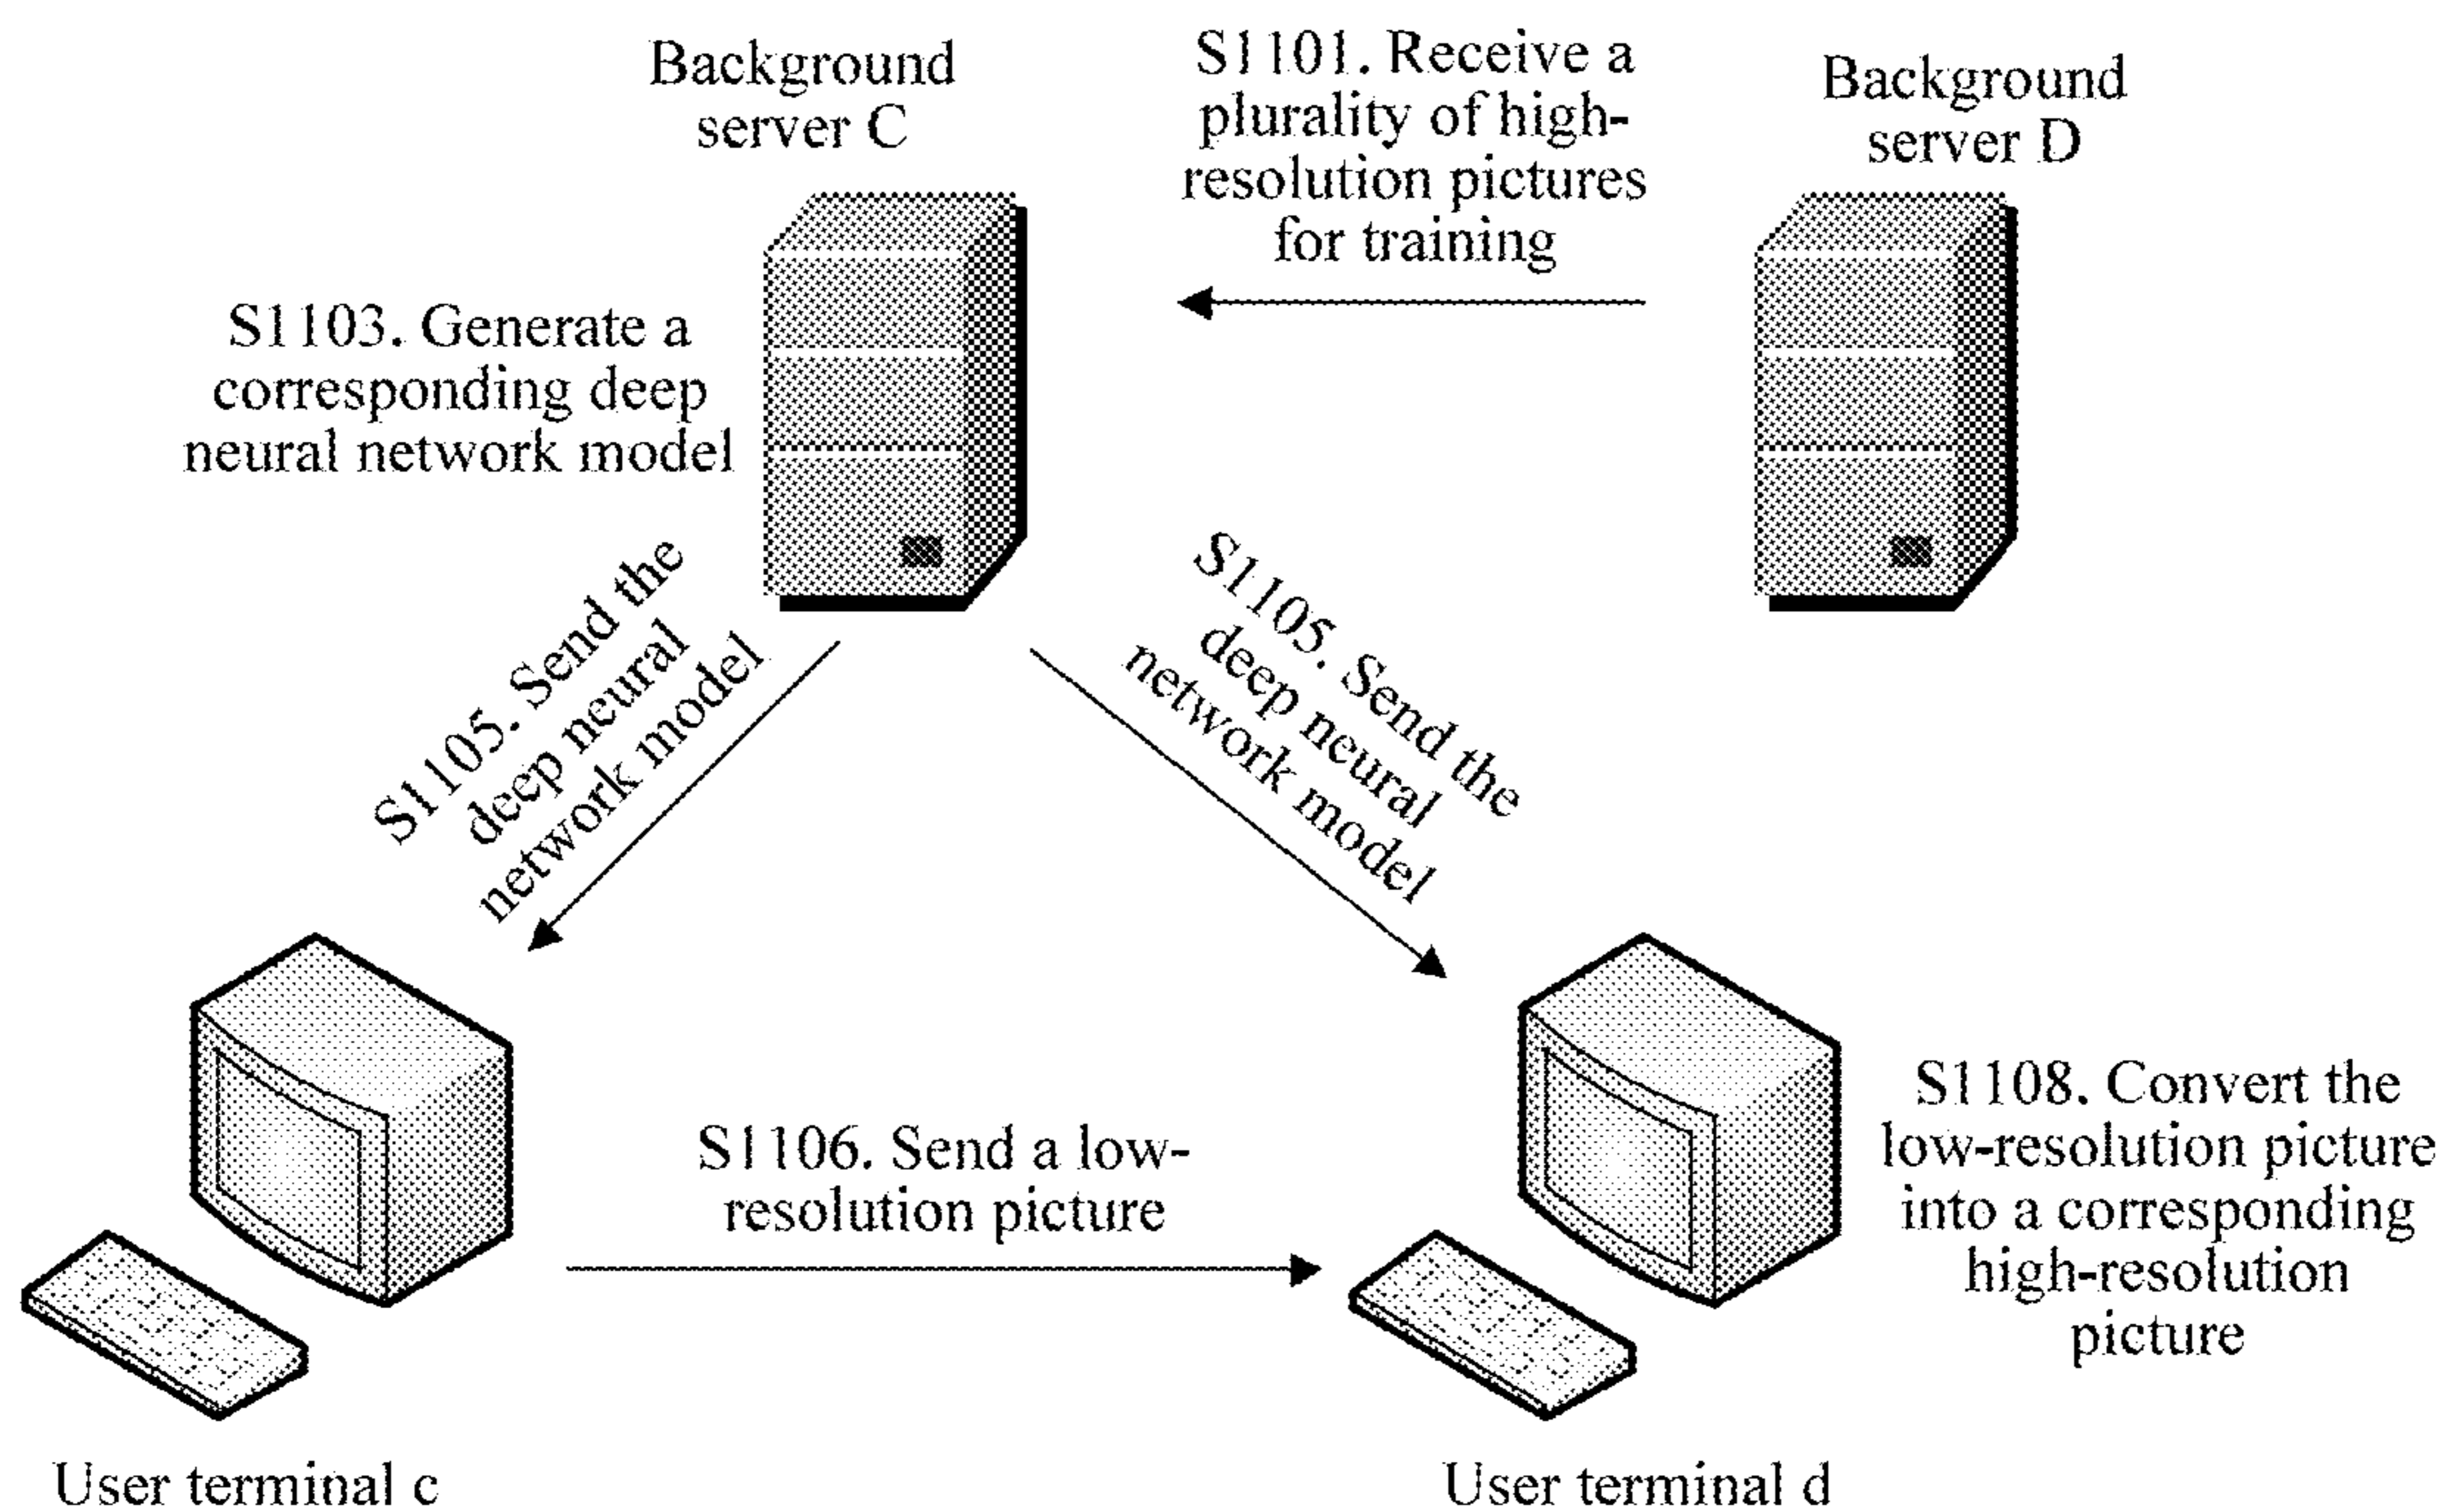 Background
server C
S1101. Receive a
plurality of high-
resolution pictures
for training
Background
server D
S1103. Generate a
corresponding deep
neural network model
S1105. Send the
deep neural
network model
S1105. Send the
deep neural
network model
S1106. Send a low-
resolution picture
S1108. Convert the
low-resolution picture
into a corresponding
high-resolution
picture
User terminal c
User terminal d